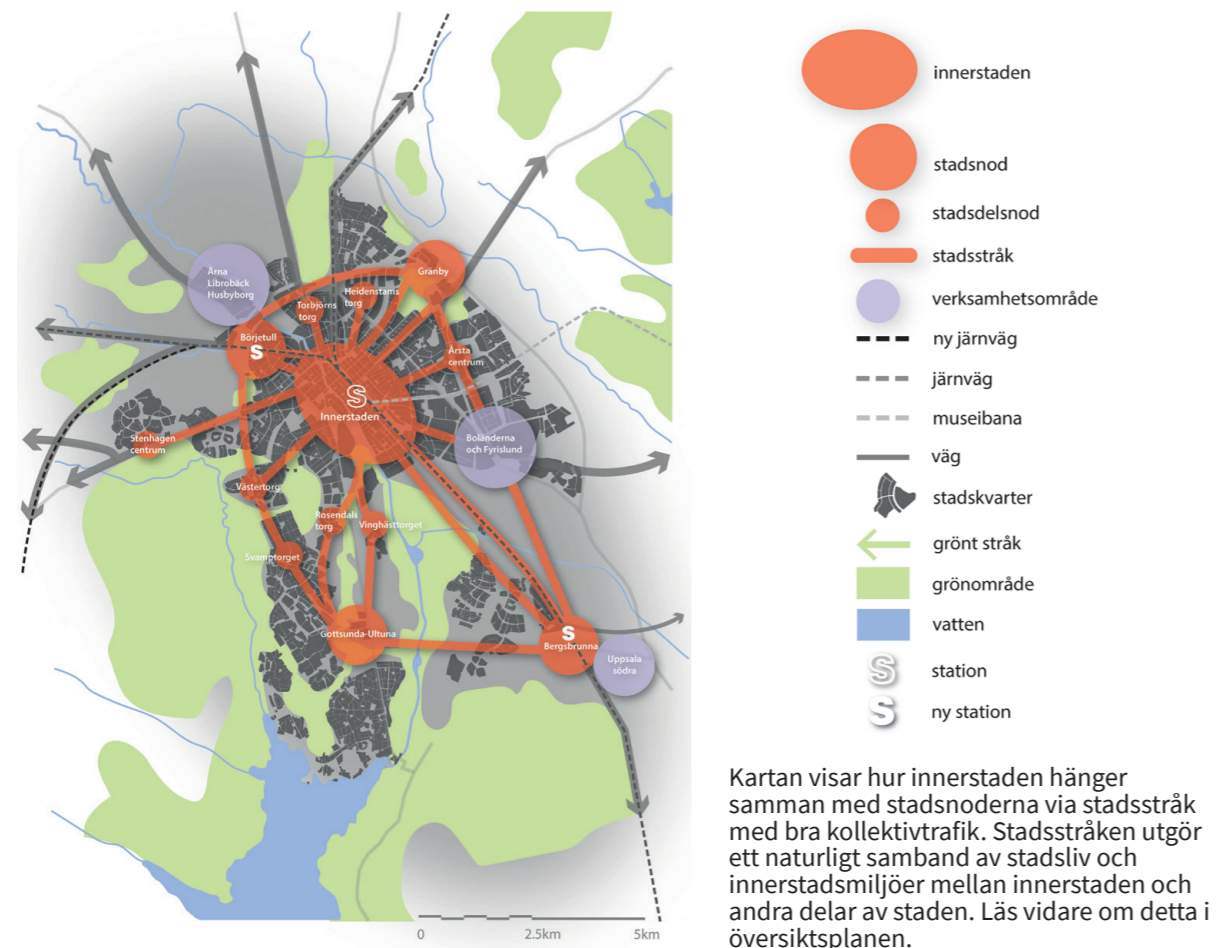 Ärna
Librobäck
Husbyborg
Gränby
Torbjörns
torg
Heidenstams
torg
Börjetull
S
Årsta
centrum
S
Innerstaden
Stenhagen
centrum
Boländerna
och Fyrislund
Västertorg
Rosendals
torg
Vinghästtorget
Svamptorget
Gottsunda-Ultuna
S
Bergsbrunna
Uppsala
södra
0
2.5km
5km
innerstaden
stadsnod
stadsdelsnod
stadsstråk
verksamhetsområde
ny järnväg
järnväg
museibana
väg
stadskvarter
grönt stråk
grönområde
vatten
S station
S ny station
Kartan visar hur innerstaden hänger
samman med stadsnoderna via stadsstråk
med bra kollektivtrafik. Stadsstråken utgör
ett naturligt samband av stadsliv och
innerstadsmiljöer mellan innerstaden och
andra delar av staden. Läs vidare om detta i
översiktsplanen.